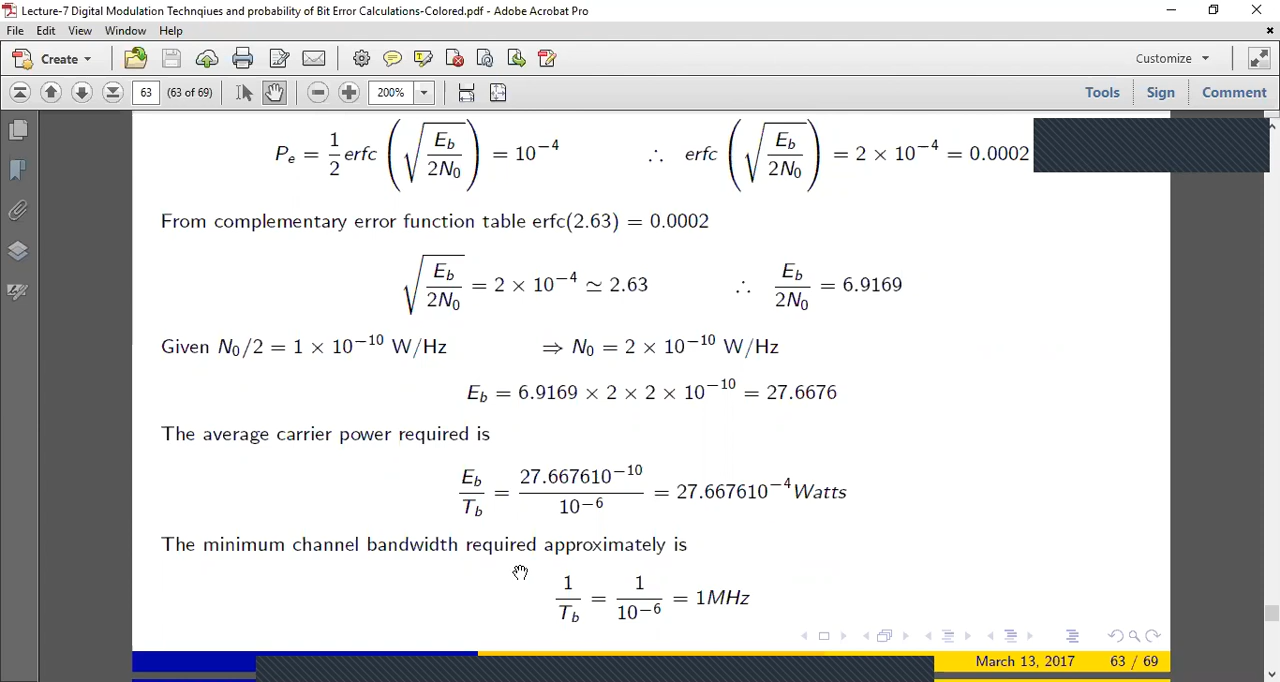 Lecture-7 Digital Modulation Technqiues and probability of Bit Error Calculations-Colored.pdf - Adobe Acrobat Pro
File Edit View Window Help
Create Customize
63 (63 of 69) 200% Tools Sign Comment
P_e = 1/2 erfc (√(E_b/2N_0)) = 10^−4 ∴ erfc (√(E_b/2N_0)) = 2 × 10^−4 = 0.0002
From complementary error function table erfc(2.63) = 0.0002
√(E_b/2N_0) = 2 × 10^−4 ≃ 2.63 ∴ E_b/2N_0 = 6.9169
Given N_0/2 = 1 × 10^−10 W/Hz ⇒ N_0 = 2 × 10^−10 W/Hz
E_b = 6.9169 × 2 × 2 × 10^−10 = 27.6676
The average carrier power required is
E_b/T_b = 27.667610^−10/10^−6 = 27.667610^−4 Watts
The minimum channel bandwidth required approximately is
1/T_b = 1/10^−6 = 1MHz
March 13, 2017 63 / 69